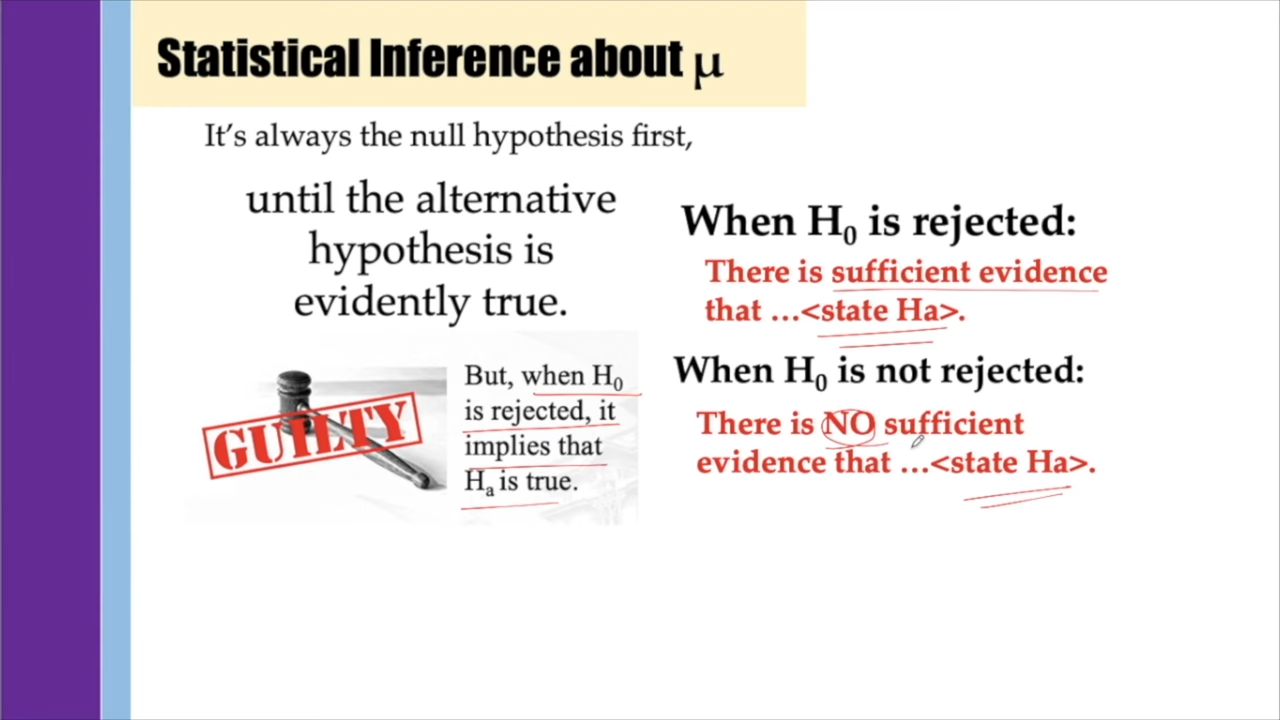 Statistical Inference about μ
It's always the null hypothesis first,
until the alternative
hypothesis is
evidently true.
GUILTY
But, when H₀
is rejected, it
implies that
Hₐ is true.
When H₀ is rejected:
There is sufficient evidence
that ...<state Ha>.
When H₀ is not rejected:
There is NO sufficient
evidence that ...<state Ha>.